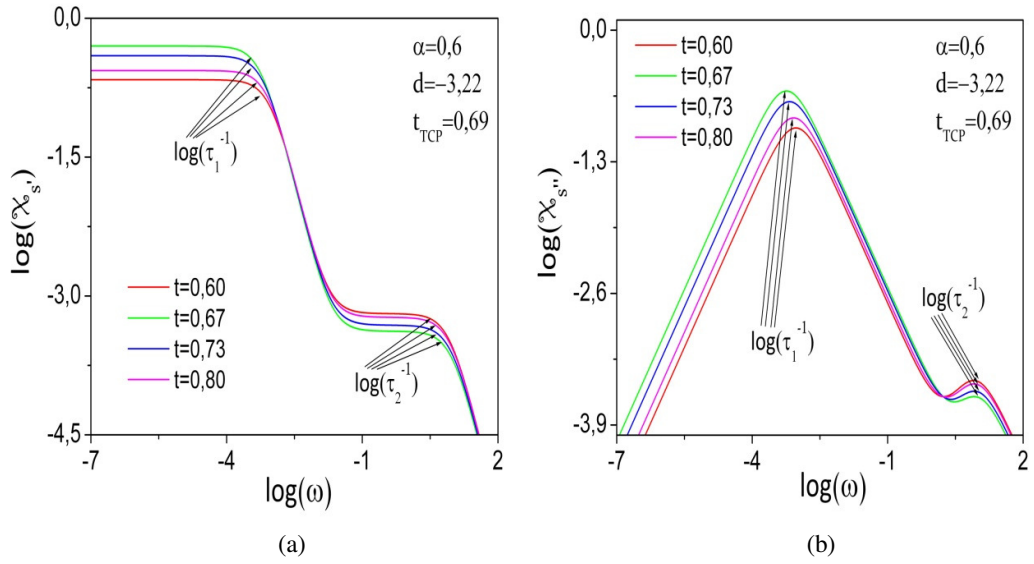 0,0
-1,5
-3,0
-4,5
-7
-4
-1
2
log(χs')
log(ω)
α=0,6
d=−3,22
tTCP=0,69
log(τ1-1)
t=0,60
t=0,67
t=0,73
t=0,80
log(τ2-1)
(a)
0,0
-1,3
-2,6
-3,9
-7
-4
-1
2
log(χs'')
log(ω)
t=0,60
t=0,67
t=0,73
t=0,80
α=0,6
d=−3,22
tTCP=0,69
log(τ2-1)
log(τ1-1)
(b)